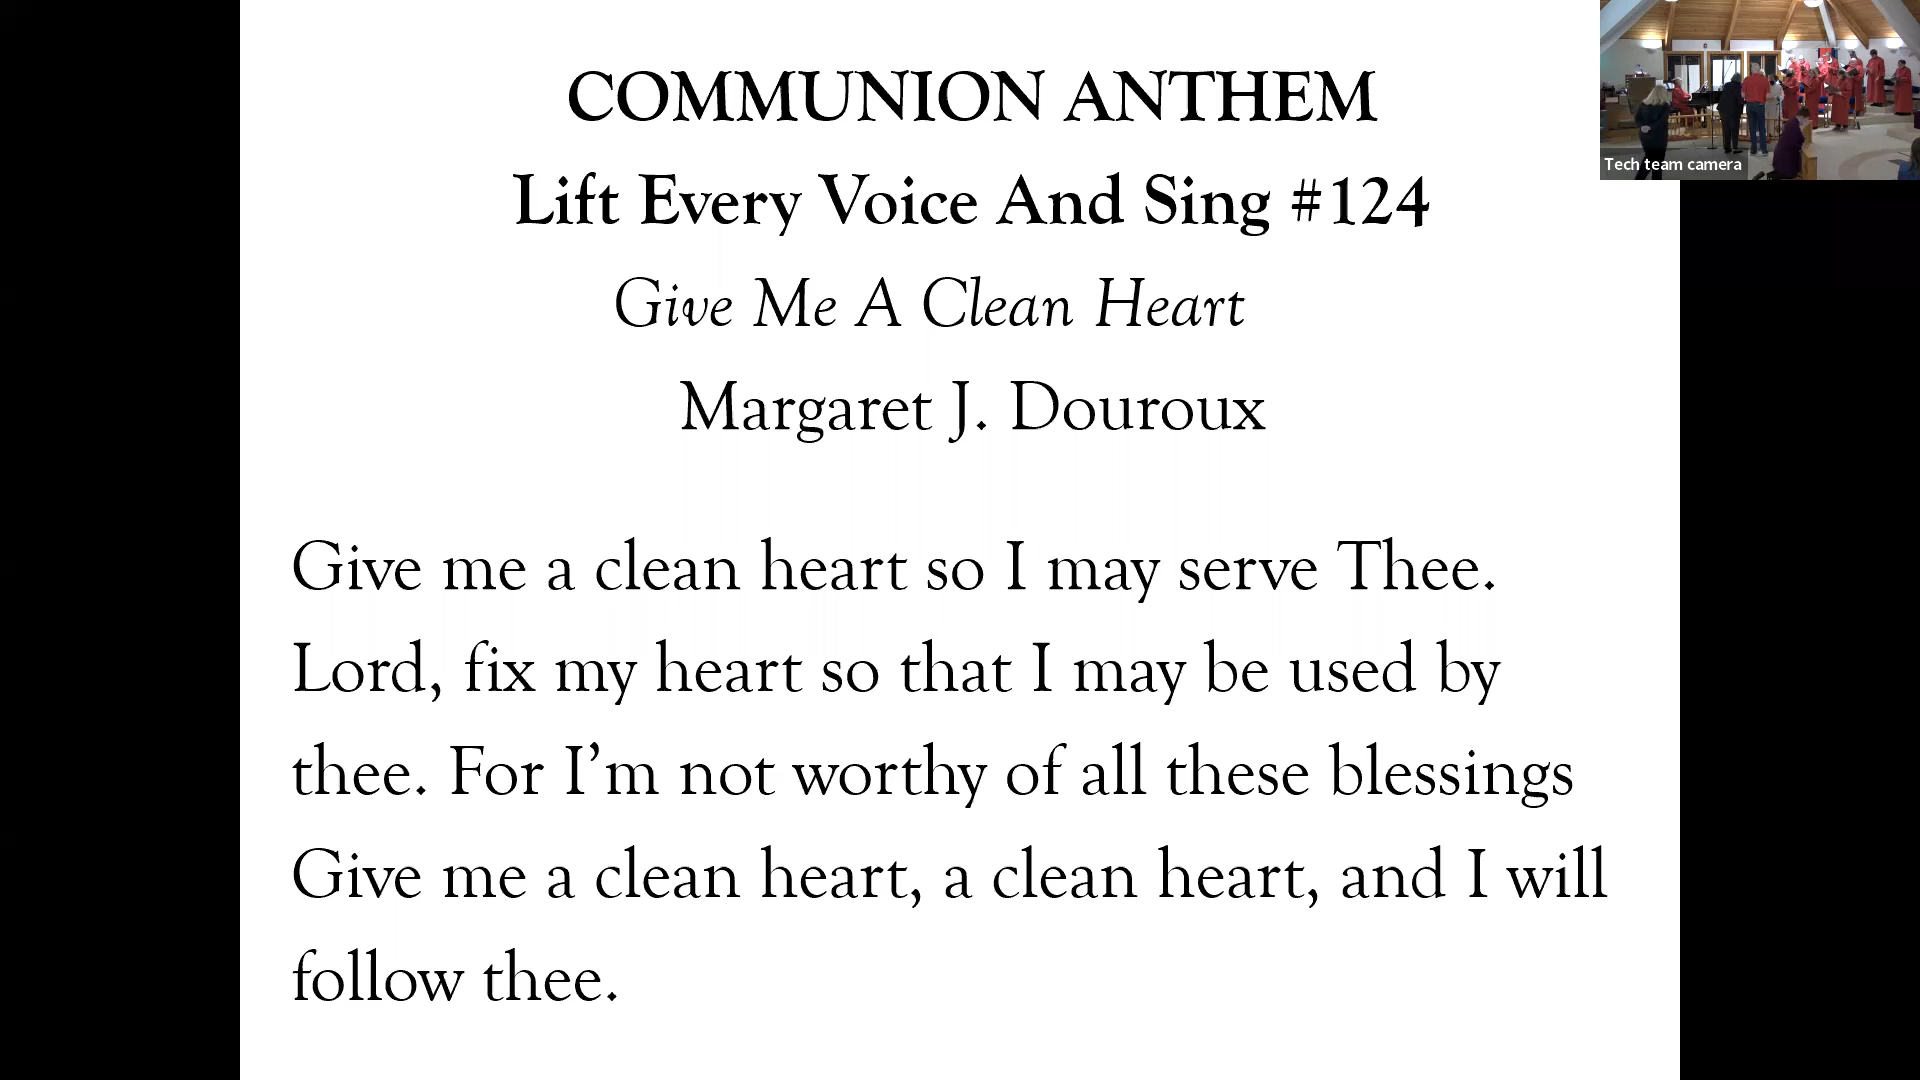 COMMUNION ANTHEM
Lift Every Voice And Sing #124
Give Me A Clean Heart
Margaret J. Douroux
Give me a clean heart so I may serve Thee.
Lord, fix my heart so that I may be used by
thee. For I’m not worthy of all these blessings
Give me a clean heart, a clean heart, and I will
follow thee.
Tech team camera